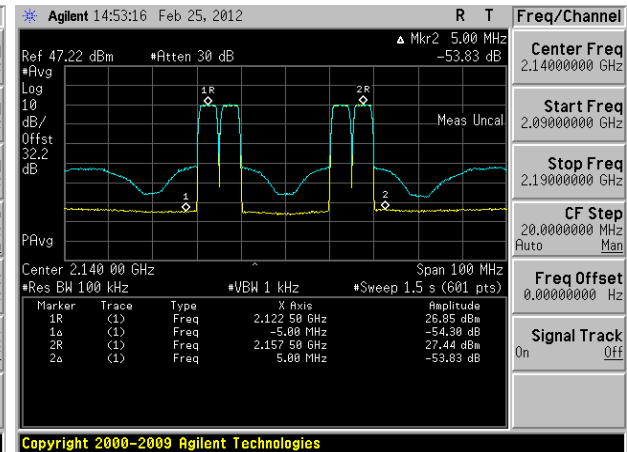 Agilent 14:53:16 Feb 25, 2012 R T
Freq/Channel
Δ Mkr2 5.00 MHz
Ref 47.22 dBm #Atten 30 dB -53.83 dB
#Avg
Log
10
dB/
Offst
32.2
dB
PAvg
1R
2R
1
2
Meas Uncal
Center 2.140 00 GHz ^ Span 100 MHz
#Res BW 100 kHz #VBW 1 kHz #Sweep 1.5 s (601 pts)
Marker Trace Type X Axis Amplitude
1R (1) Freq 2.122 50 GHz 26.85 dBm
1Δ (1) Freq -5.00 MHz -54.30 dB
2R (1) Freq 2.157 50 GHz 27.44 dBm
2Δ (1) Freq 5.00 MHz -53.83 dB
Center Freq
2.14000000 GHz
Start Freq
2.09000000 GHz
Stop Freq
2.19000000 GHz
CF Step
20.0000000 MHz
Auto Man
Freq Offset
0.00000000 Hz
Signal Track
On Off
Copyright 2000-2009 Agilent Technologies